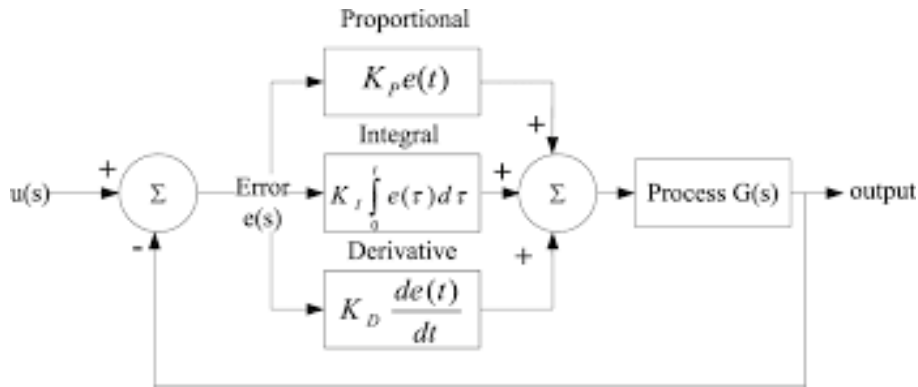 Proportional
K_P e(t)
+
Integral
+
+
u(s)
Σ
Error
e(s)
K_I ∫_0^t e(τ) dτ
Σ
Process G(s)
output
-
Derivative
+
K_D de(t)/dt